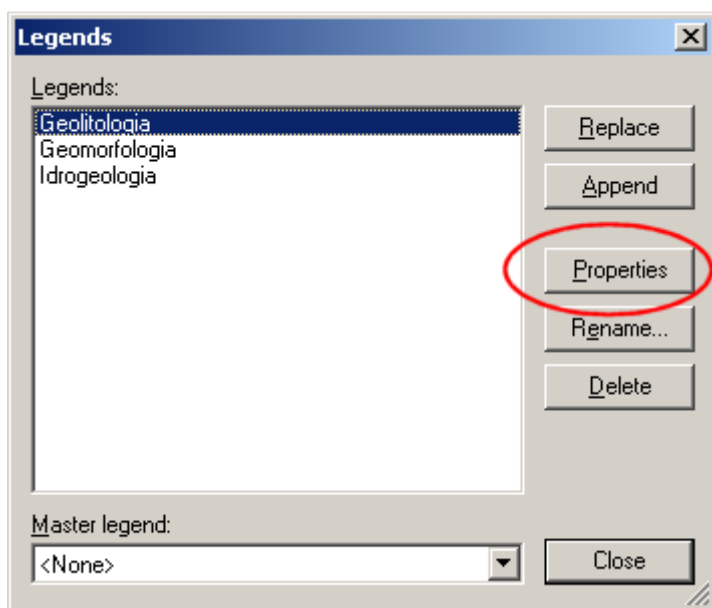 Legends
Legends:
Geolitologia
Geomorfologia
Idrogeologia
Replace
Append
Properties
Rename...
Delete
Master legend:
<None>
Close